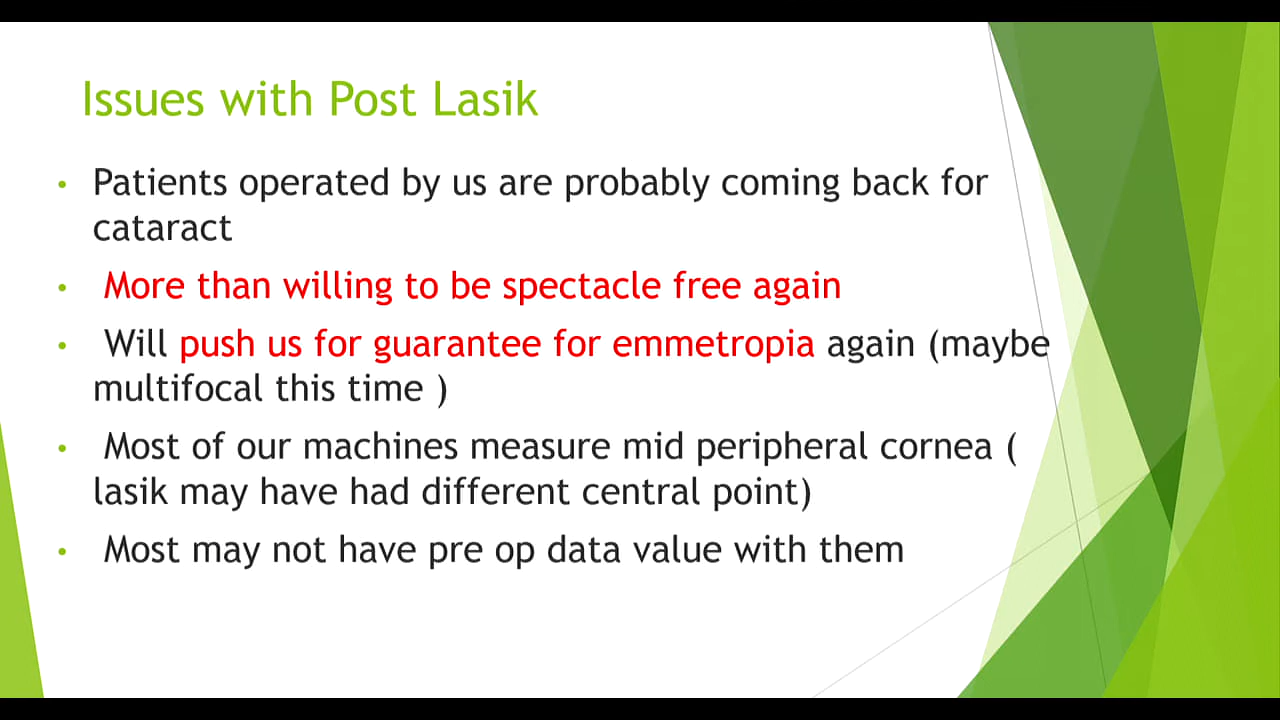 Issues with Post Lasik
• Patients operated by us are probably coming back for
cataract
• More than willing to be spectacle free again
• Will push us for guarantee for emmetropia again (maybe
multifocal this time )
• Most of our machines measure mid peripheral cornea (
lasik may have had different central point)
• Most may not have pre op data value with them